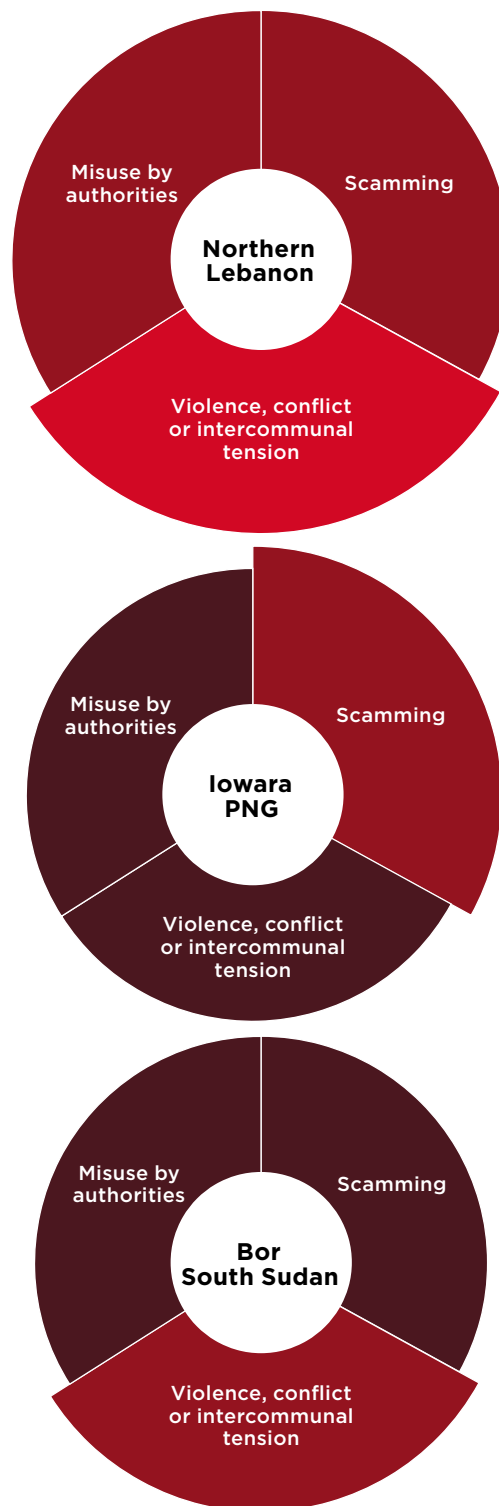 Misuse by
authorities
Scamming
Northern
Lebanon
Violence, conflict
or intercommunal
tension
Misuse by
authorities
Scamming
Iowara
PNG
Violence, conflict
or intercommunal
tension
Misuse by
authorities
Scamming
Bor
South Sudan
Violence, conflict
or intercommunal
tension